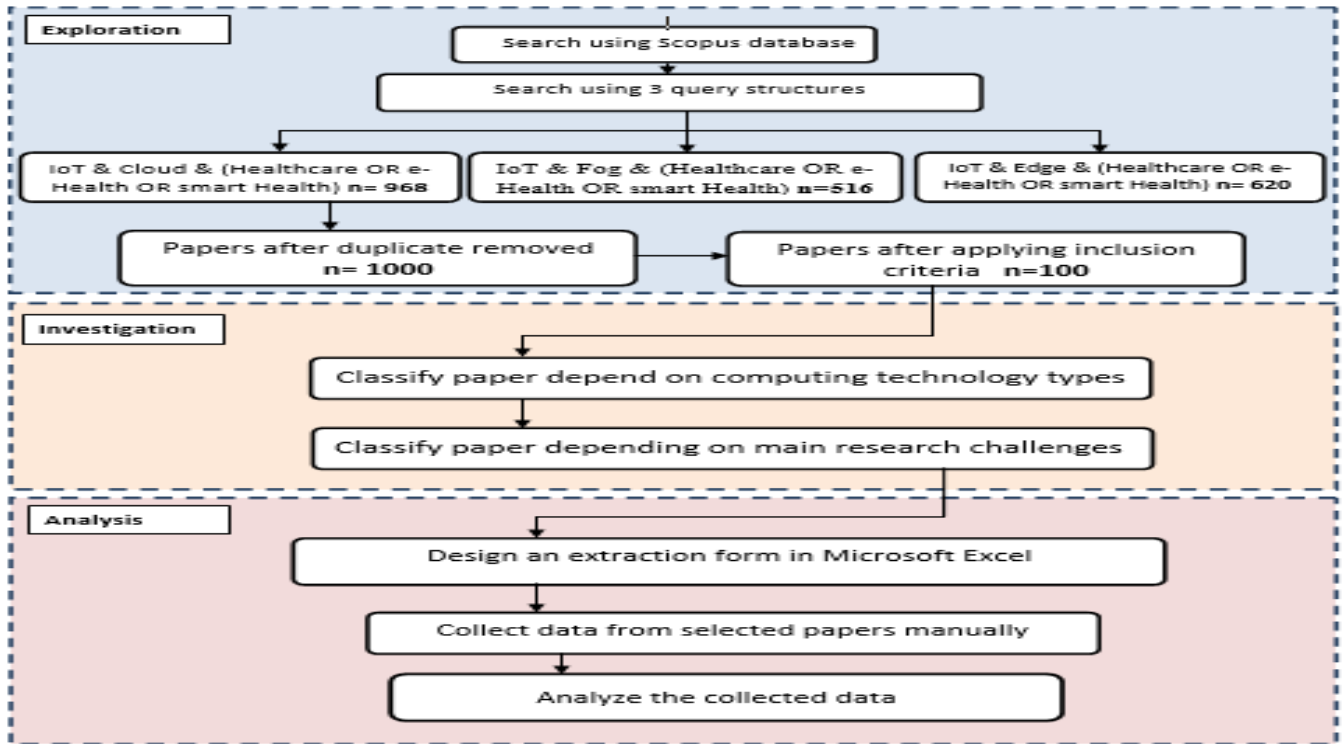 Exploration
Search using Scopus database
Search using 3 query structures
IoT & Cloud & (Healthcare OR e-
Health OR smart Health) n= 968
IoT & Fog & (Healthcare OR e-
Health OR smart Health) n=516
IoT & Edge & (Healthcare OR e-
Health OR smart Health) n= 620
Papers after duplicate removed
n= 1000
Papers after applying inclusion
criteria n=100
Investigation
Classify paper depend on computing technology types
Classify paper depending on main research challenges
Analysis
Design an extraction form in Microsoft Excel
Collect data from selected papers manually
Analyze the collected data